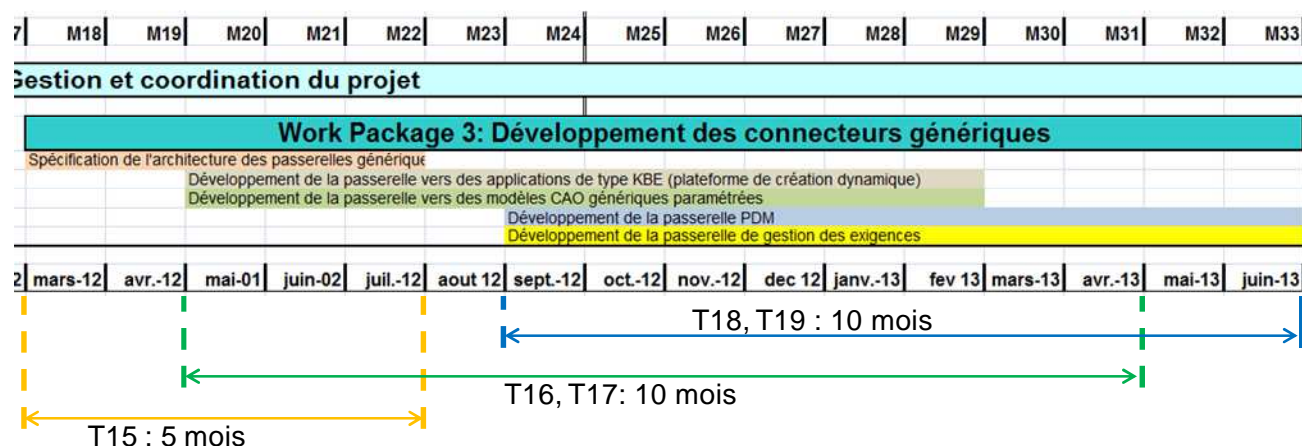 7 M18 M19 M20 M21 M22 M23 M24 M25 M26 M27 M28 M29 M30 M31 M32 M33
Gestion et coordination du projet
Work Package 3: Développement des connecteurs génériques
Spécification de l'architecture des passerelles générique
Développement de la passerelle vers des applications de type KBE (plateforme de création dynamique)
Développement de la passerelle vers des modèles CAO génériques paramétrées
Développement de la passerelle PDM
Développement de la passerelle de gestion des exigences
2 mars-12 avr.-12 mai-01 juin-02 juil.-12 aout 12 sept.-12 oct.-12 nov.-12 dec 12 janv.-13 fev 13 mars-13 avr.-13 mai-13 juin-13
T18, T19 : 10 mois
T16, T17: 10 mois
T15 : 5 mois